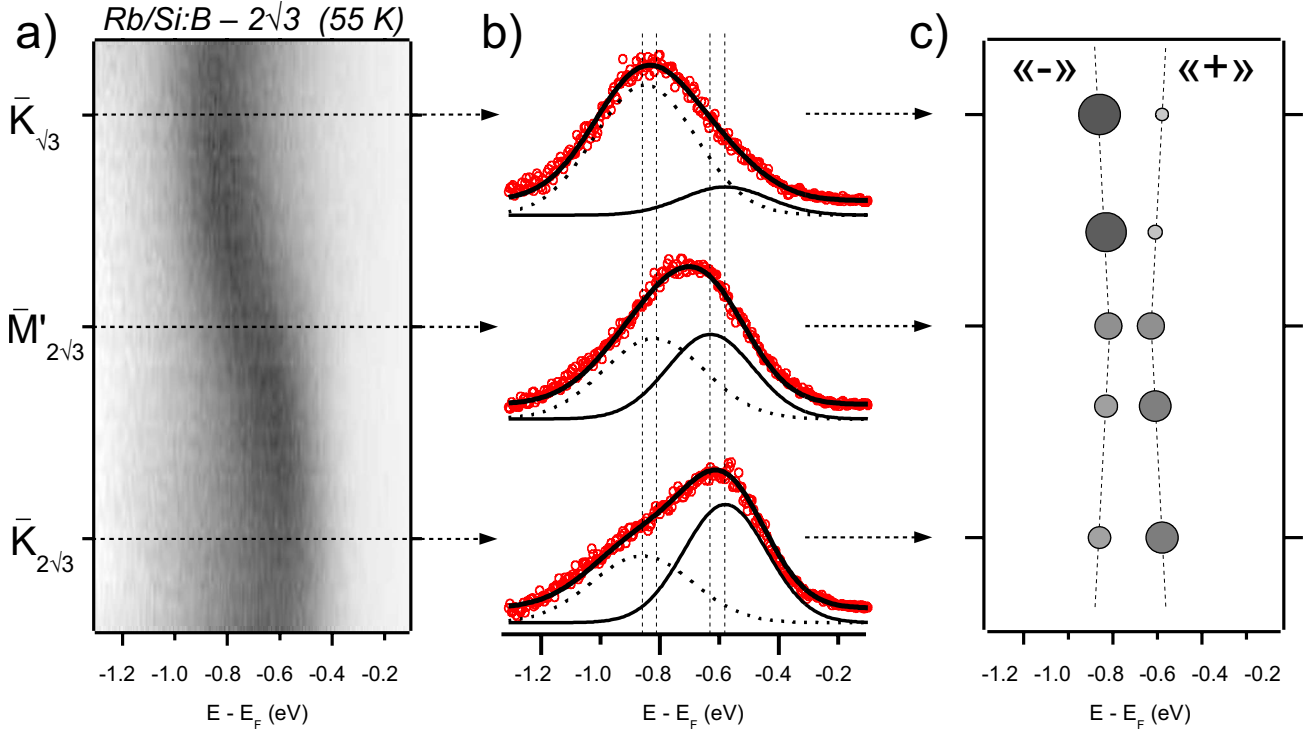 Rb/Si:B – 2√3 (55 K)
a)
b)
c)
«-»
«+»
K̄√3
M̄'2√3
K̄2√3
-1.2 -1.0 -0.8 -0.6 -0.4 -0.2
E - EF (eV)
-1.2 -1.0 -0.8 -0.6 -0.4 -0.2
E - EF (eV)
-1.2 -1.0 -0.8 -0.6 -0.4 -0.2
E - EF (eV)